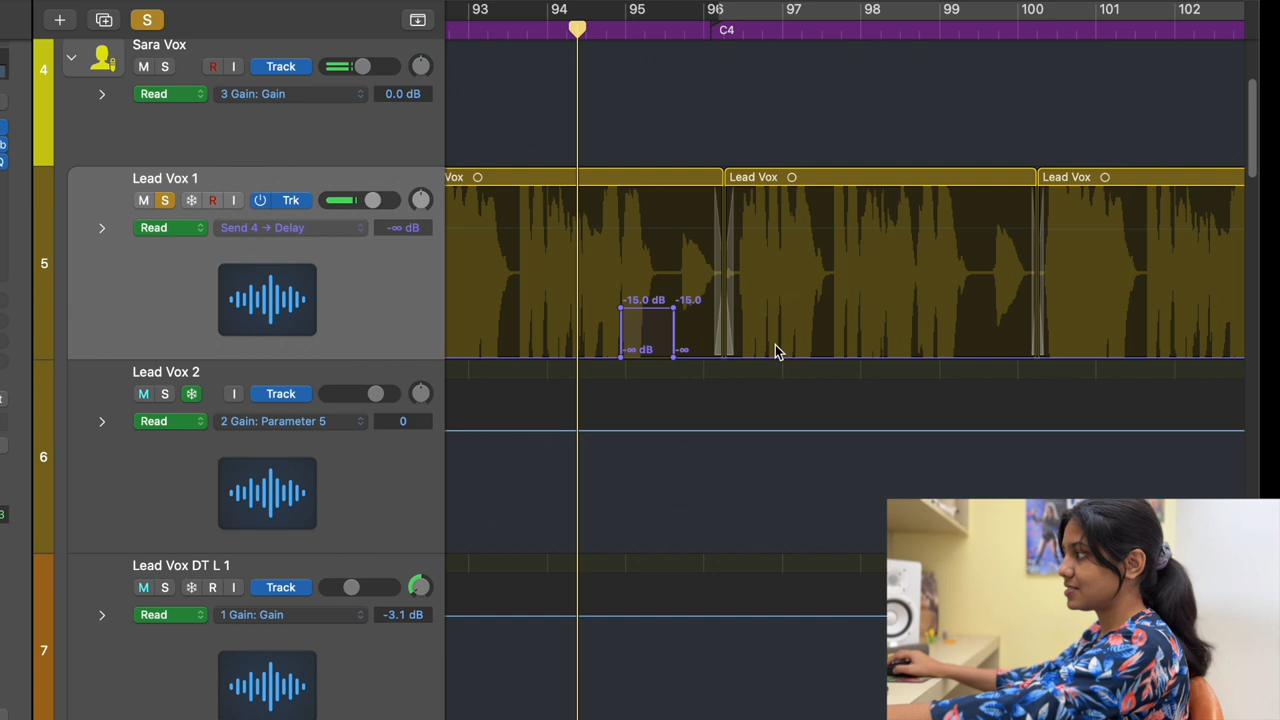 S
93 94 95 96 97 98 99 100 101 102
C4
4
Sara Vox
M S R I Track
Read 3 Gain: Gain 0.0 dB
5
Lead Vox 1
M S R I Trk
Read Send 4 → Delay -∞ dB
Vox
Lead Vox
Lead Vox
-15.0 dB -15.0
-∞ dB -∞
6
Lead Vox 2
M S I Track
Read 2 Gain: Parameter 5 0
7
Lead Vox DT L 1
M S R I Track
Read 1 Gain: Gain -3.1 dB
3